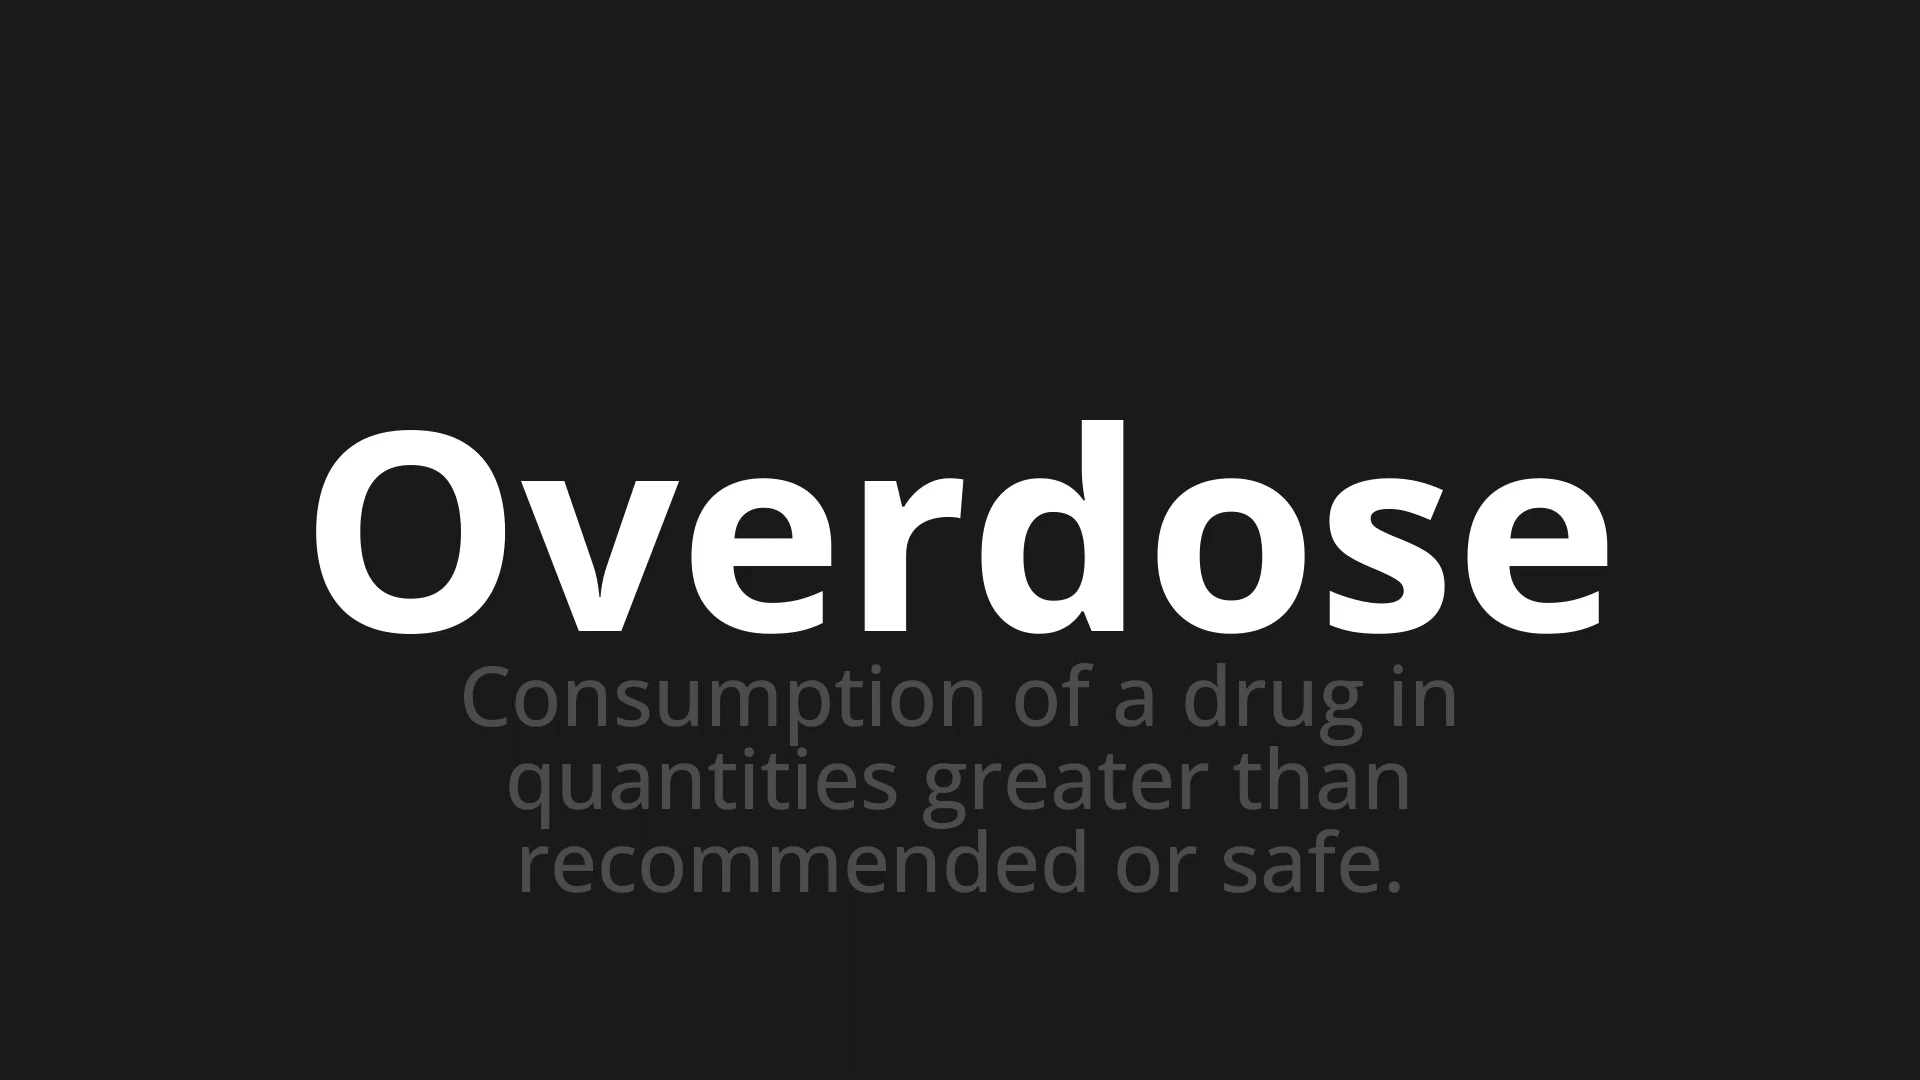 Overdose
Consumption of a drug in
quantities greater than
recommended or safe.